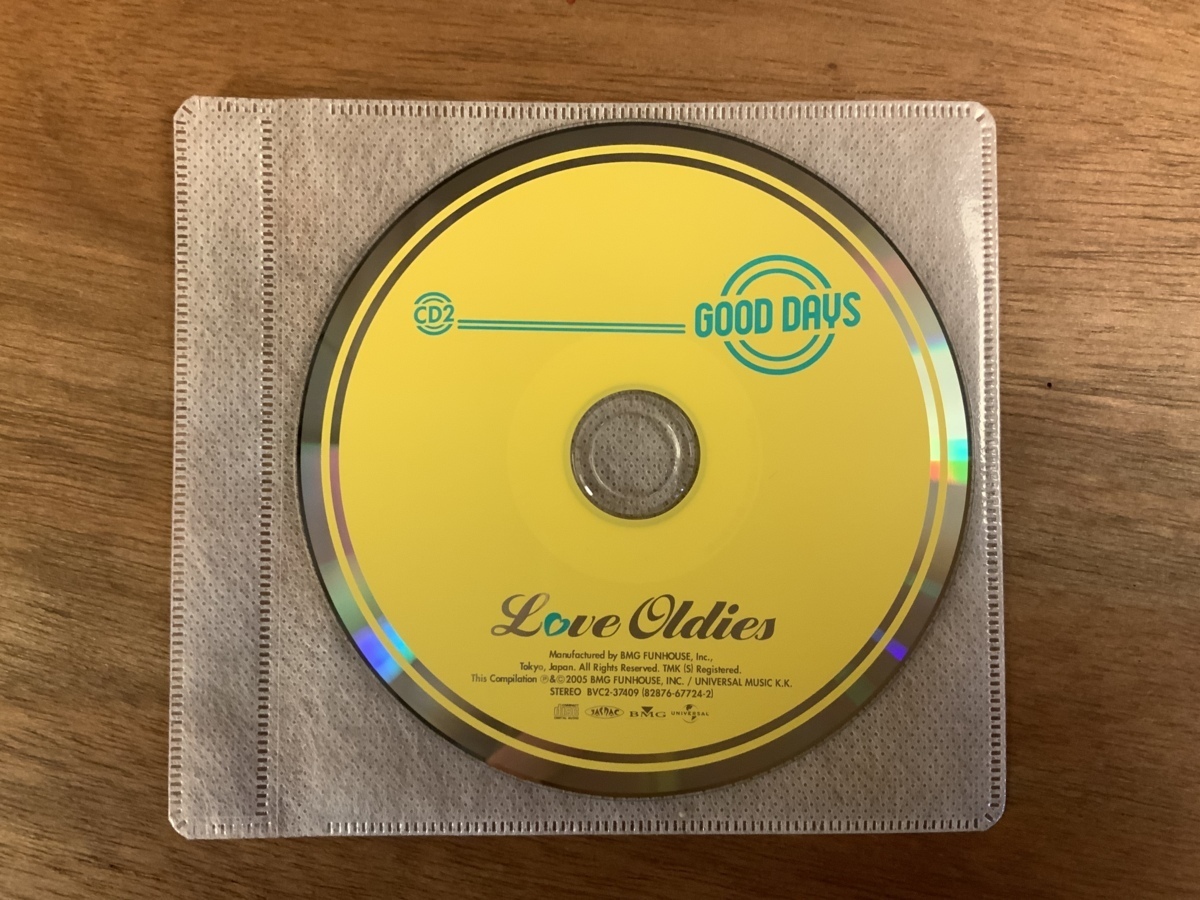 CD2
GOOD DAYS
Love Oldies
Manufactured by BMG FUNHOUSE, Inc.,
Tokyo, Japan. All Rights Reserved. TMK (S) Registered.
This Compilation ℗&©2005 BMG FUNHOUSE, INC. / UNIVERSAL MUSIC K.K.
STEREO BVC2-37409 (82876-67724-2)
JASRAC BMG UNIVERSAL